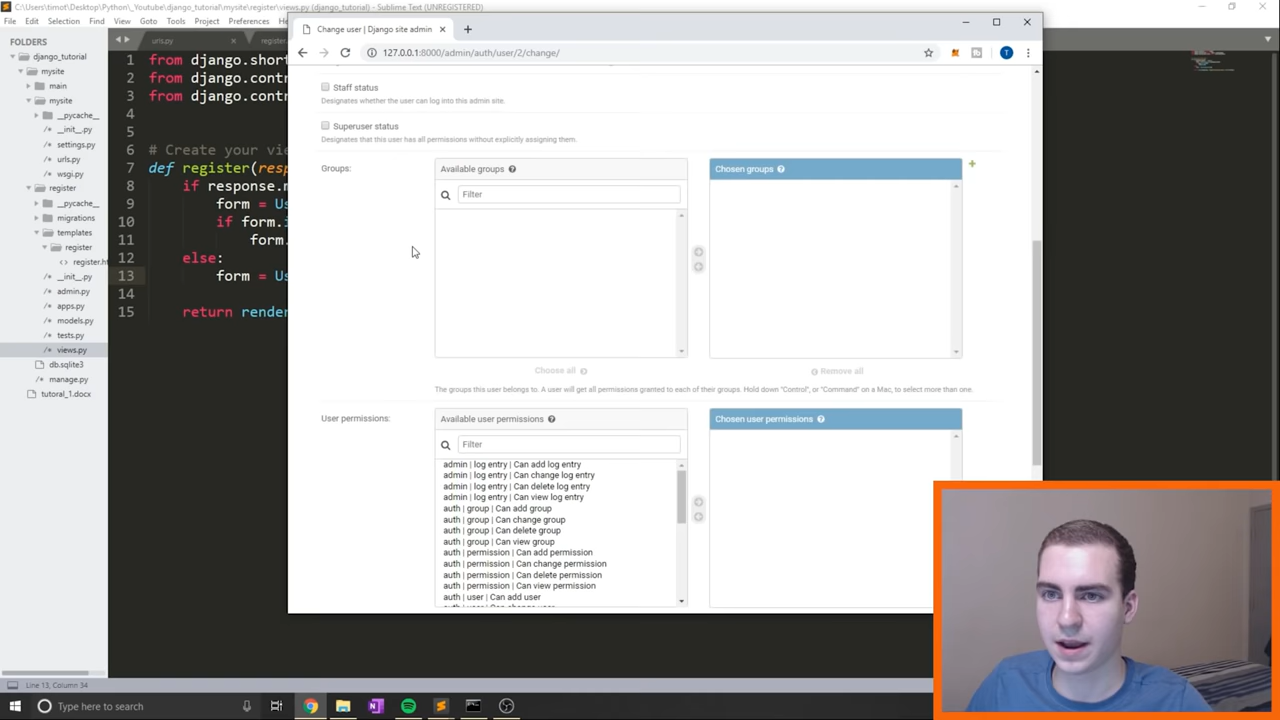 C:\Users\timot\Desktop\Python\_Youtube\django_tutorial\mysite\register\views.py (django_tutorial) - Sublime Text (UNREGISTERED)
File Edit Selection Find View Goto Tools Project Preferences
FOLDERS
django_tutorial
mysite
main
mysite
__pycache__
__init__.py
settings.py
urls.py
wsgi.py
register
__pycache__
migrations
templates
register
register.ht
__init__.py
admin.py
apps.py
models.py
tests.py
views.py
db.sqlite3
manage.py
tutoral_1.docx
urls.py
register.
1 from django.short
2 from django.contr
3 from django.contr
4
5
6 # Create your vie
7 def register(resp
8 if response.m
9 form = Us
10 if form.i
11 form.
12 else:
13 form = Us
14
15 return render
Change user | Django site admin
127.0.0.1:8000/admin/auth/user/2/change/
T
Staff status
Designates whether the user can log into this admin site.
Superuser status
Designates that this user has all permissions without explicitly assigning them.
Groups:
Available groups
Filter
Chosen groups
Choose all
Remove all
The groups this user belongs to. A user will get all permissions granted to each of their groups. Hold down "Control", or "Command" on a Mac, to select more than one.
User permissions:
Available user permissions
Filter
Chosen user permissions
admin | log entry | Can add log entry
admin | log entry | Can change log entry
admin | log entry | Can delete log entry
admin | log entry | Can view log entry
auth | group | Can add group
auth | group | Can change group
auth | group | Can delete group
auth | group | Can view group
auth | permission | Can add permission
auth | permission | Can change permission
auth | permission | Can delete permission
auth | permission | Can view permission
auth | user | Can add user
auth | user | Can change user
Line 13, Column 34
Type here to search